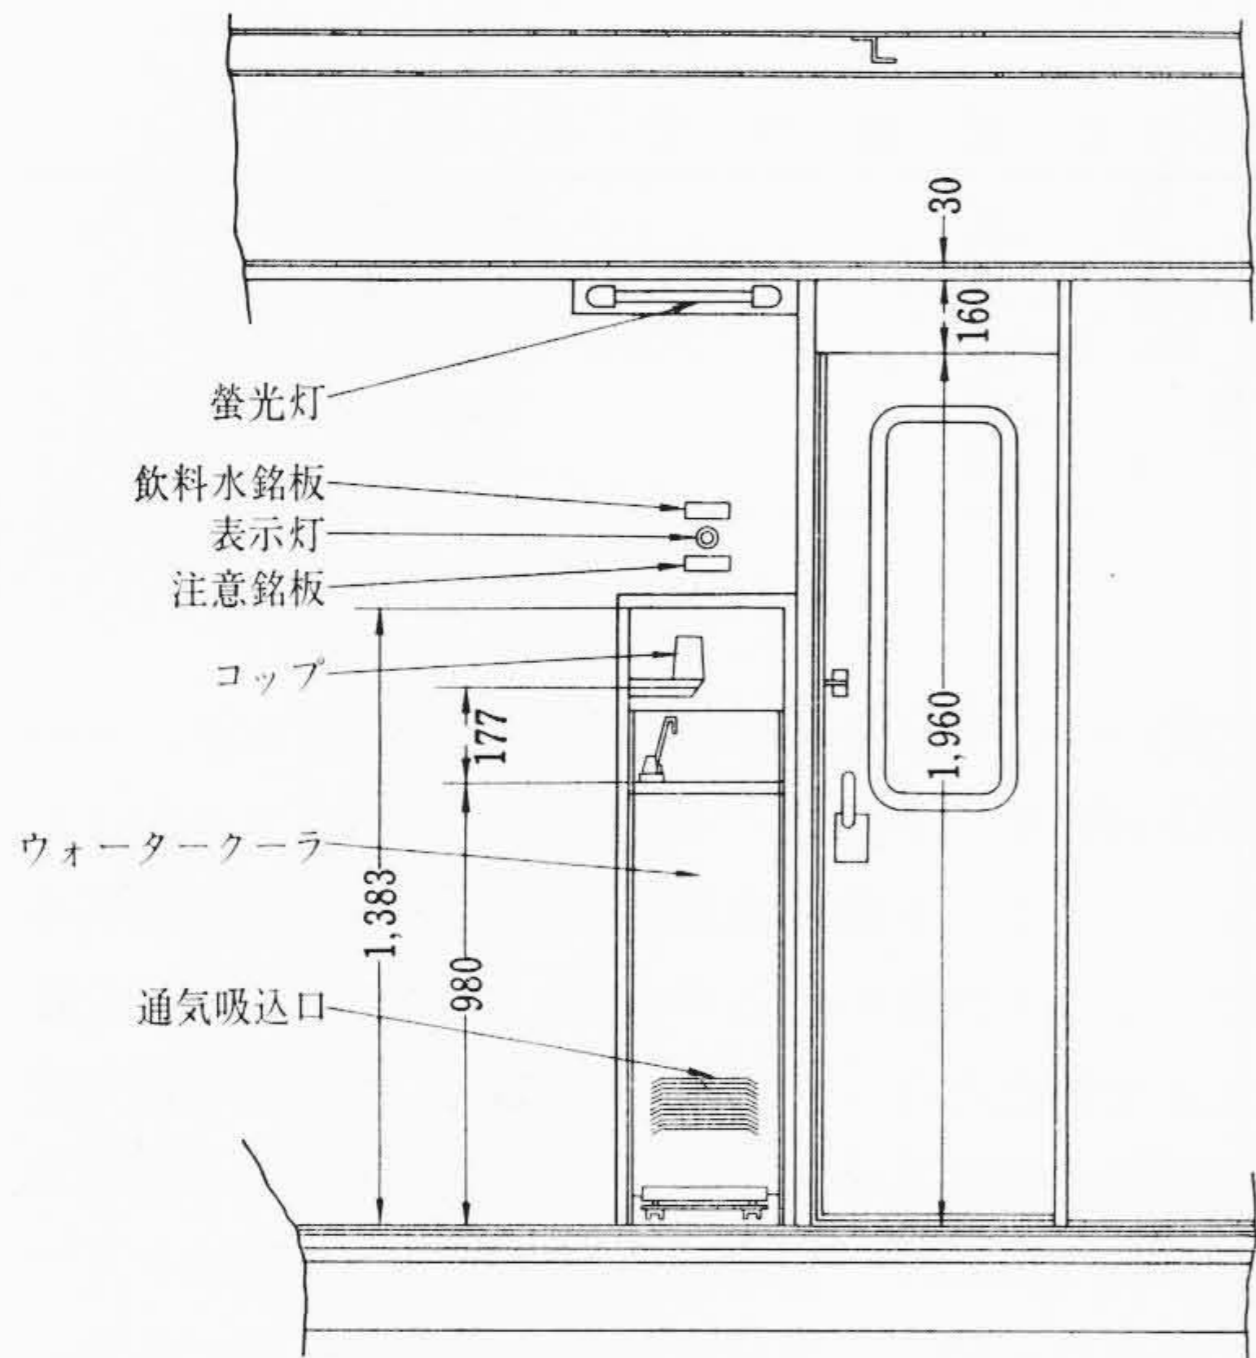 30
160
螢光灯
飲料水銘板
表示灯
注意銘板
コップ
177
1,960
ウォータークーラ
1,383
980
通気吸込口